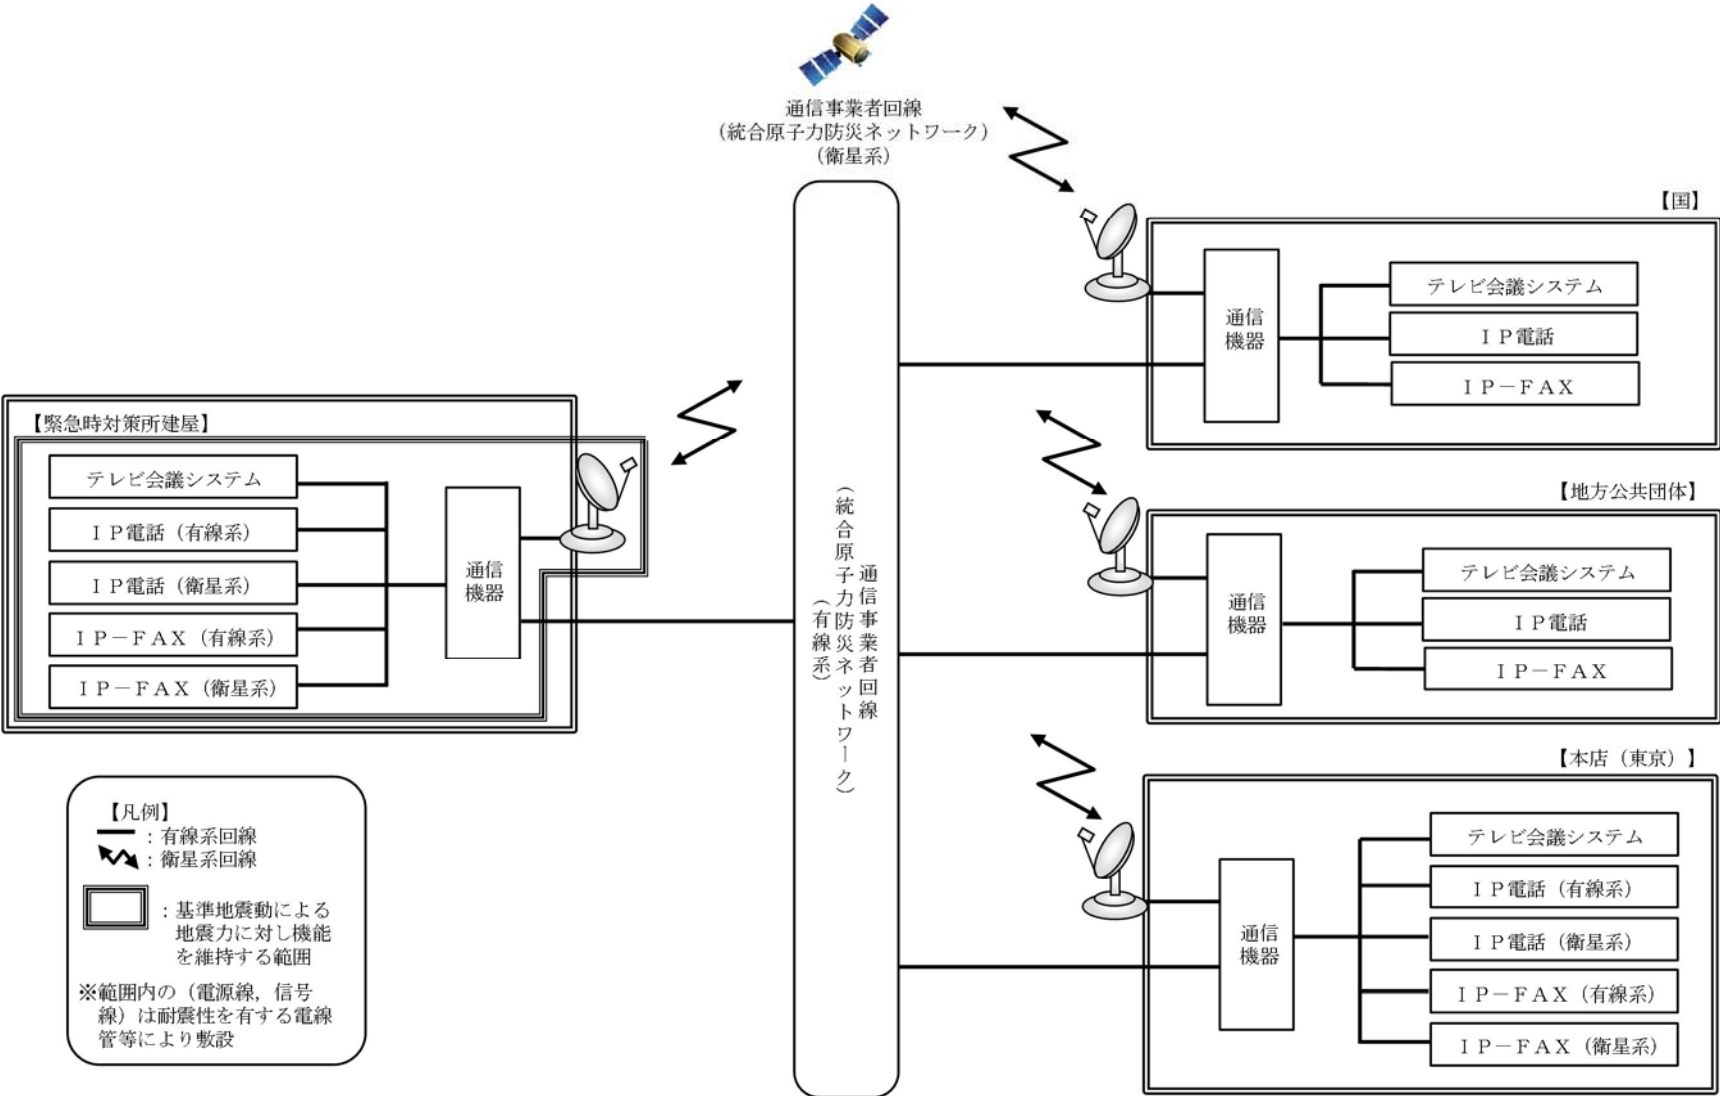 通信事業者回線
（統合原子力防災ネットワーク）
（衛星系）
【国】
通信
機器
テレビ会議システム
ＩＰ電話
ＩＰ－ＦＡＸ
【緊急時対策所建屋】
テレビ会議システム
ＩＰ電話（有線系）
ＩＰ電話（衛星系）
ＩＰ－ＦＡＸ（有線系）
ＩＰ－ＦＡＸ（衛星系）
通信
機器
通信事業者回線
（統合原子力防災ネットワーク）
（有線系）
【地方公共団体】
通信
機器
テレビ会議システム
ＩＰ電話
ＩＰ－ＦＡＸ
【本店（東京）】
通信
機器
テレビ会議システム
ＩＰ電話（有線系）
ＩＰ電話（衛星系）
ＩＰ－ＦＡＸ（有線系）
ＩＰ－ＦＡＸ（衛星系）
【凡例】
：有線系回線
：衛星系回線
：基準地震動による
地震力に対し機能
を維持する範囲
※範囲内の（電源線，信号
線）は耐震性を有する電線
管等により敷設